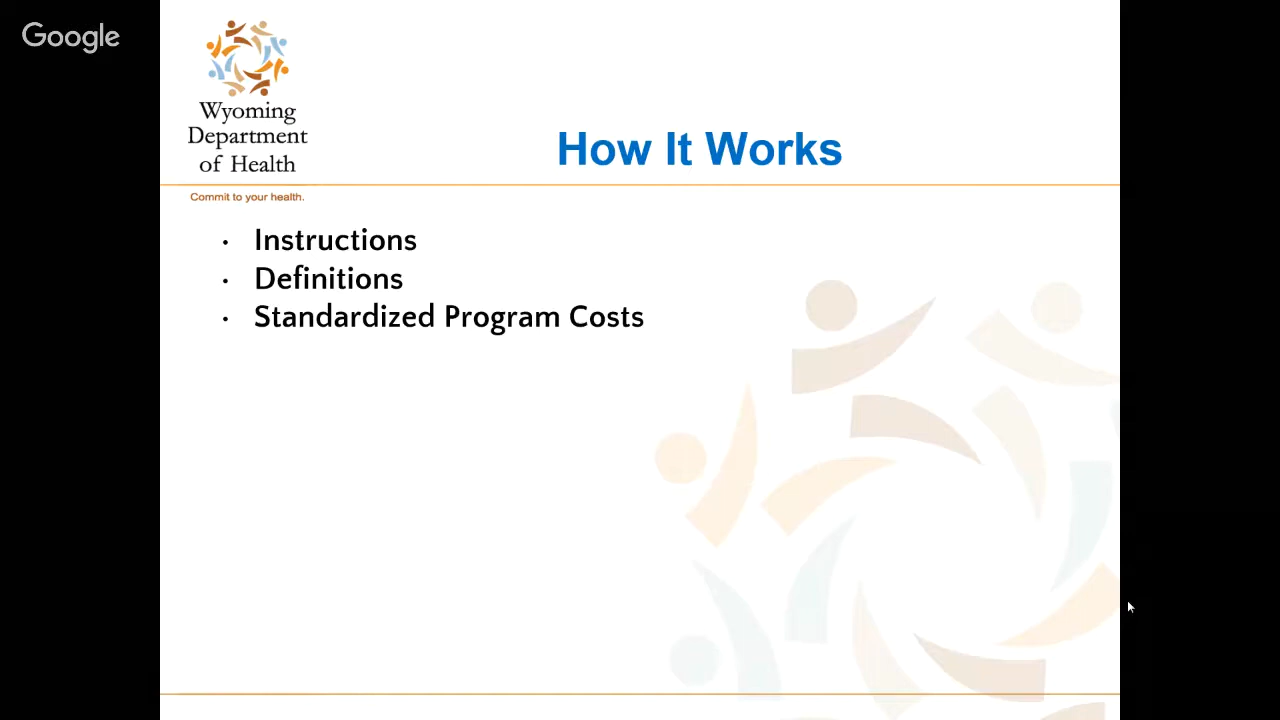 Google
Wyoming
Department
of Health
How It Works
Commit to your health.
• Instructions
• Definitions
• Standardized Program Costs